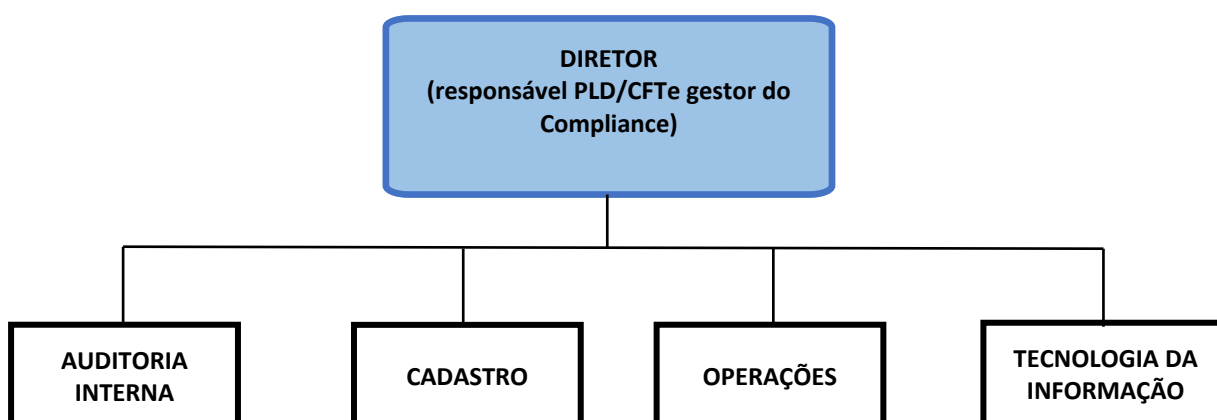 DIRETOR
(responsável PLD/CFTe gestor do
Compliance)
AUDITORIA
INTERNA
CADASTRO
OPERAÇÕES
TECNOLOGIA DA
INFORMAÇÃO